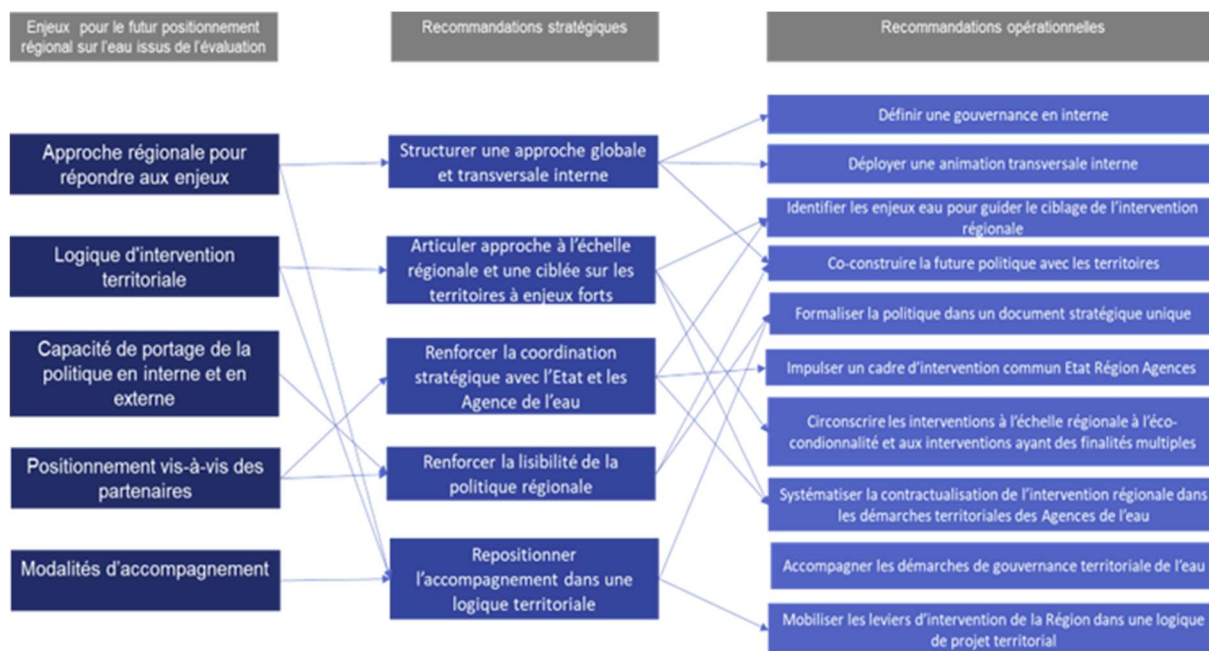 Enjeux pour le futur positionnement
régional sur l'eau issus de l'évaluation
Recommandations stratégiques
Recommandations opérationnelles
Approche régionale pour
répondre aux enjeux
Logique d'intervention
territoriale
Capacité de portage de la
politique en interne et en
externe
Positionnement vis-à-vis des
partenaires
Modalités d'accompagnement
Structurer une approche globale
et transversale interne
Articuler approche à l'échelle
régionale et une ciblée sur les
territoires à enjeux forts
Renforcer la coordination
stratégique avec l'Etat et les
Agence de l'eau
Renforcer la lisibilité de la
politique régionale
Repositionner
l'accompagnement dans une
logique territoriale
Définir une gouvernance en interne
Déployer une animation transversale interne
Identifier les enjeux eau pour guider le ciblage de l'intervention
régionale
Co-construire la future politique avec les territoires
Formaliser la politique dans un document stratégique unique
Impulser un cadre d'intervention commun Etat Région Agences
Circonscrire les interventions à l'échelle régionale à l'éco-
condionnalité et aux interventions ayant des finalités multiples
Systématiser la contractualisation de l'intervention régionale dans
les démarches territoriales des Agences de l'eau
Accompagner les démarches de gouvernance territoriale de l'eau
Mobiliser les leviers d'intervention de la Région dans une logique
de projet territorial